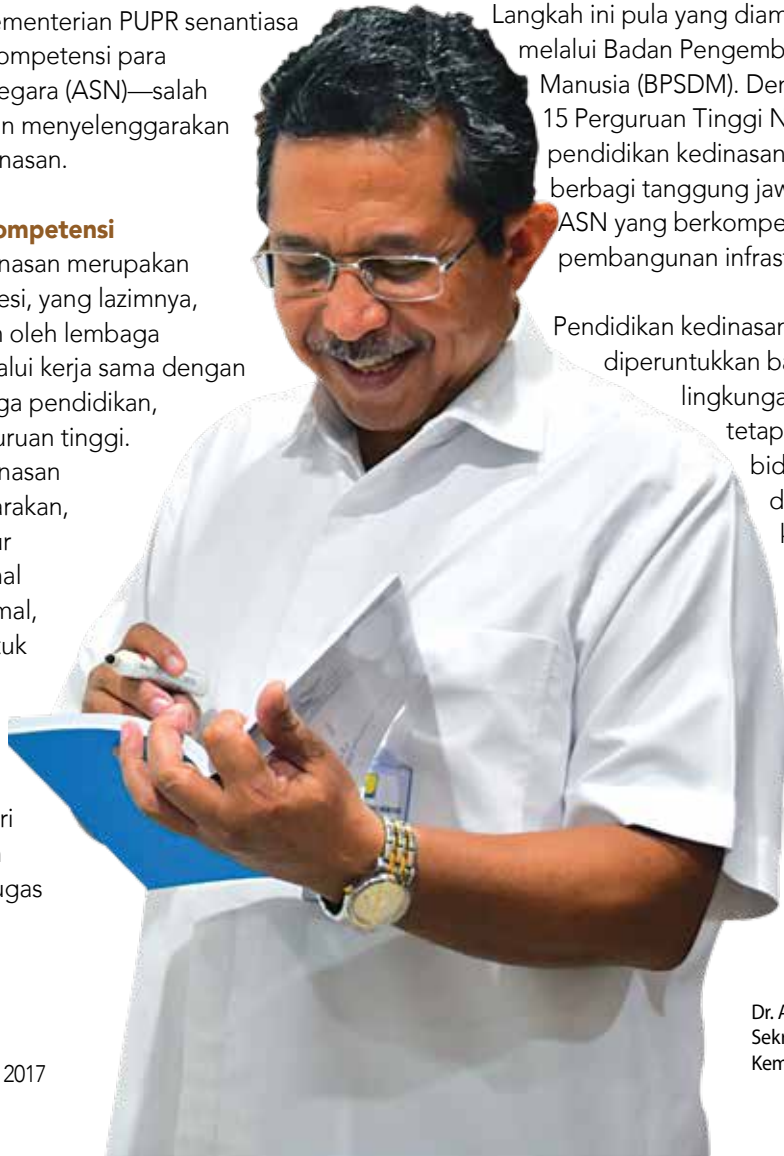 ementerian PUPR senantiasa
ompetensi para
egara (ASN)—salah
n menyelenggarakan
nasan.
ompetensi
nasan merupakan
esi, yang lazimnya,
oleh lembaga
alui kerja sama dengan
ga pendidikan,
uruan tinggi.
nasan
arakan,
ur
al
mal,
uk
ri
ugas
2017
Langkah ini pula yang diam
melalui Badan Pengemb
Manusia (BPSDM). Der
15 Perguruan Tinggi N
pendidikan kedinasan
berbagi tanggung jaw
ASN yang berkompe
pembangunan infrast
Pendidikan kedinasan
diperuntukkan ba
lingkunga
tetap
bid
d
Dr. A
Sekr
Kem